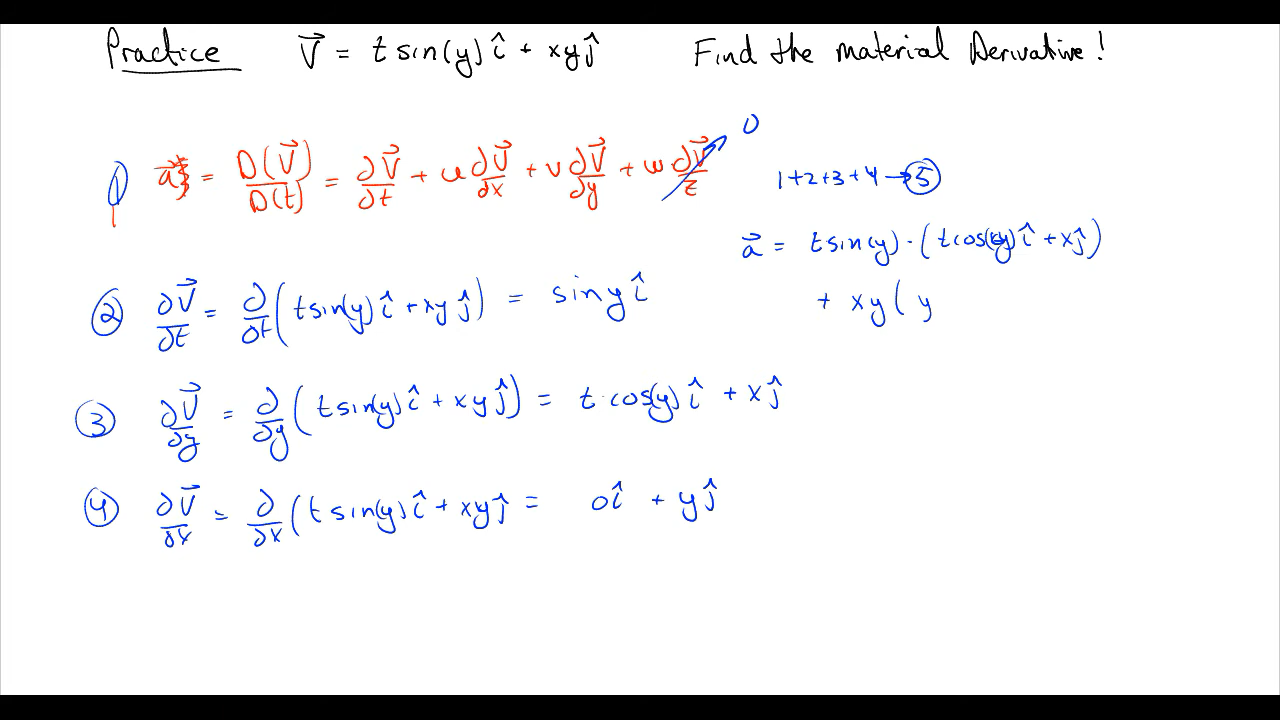 Practice V⃗ = t sin(y) î + xy ĵ Find the material Derivative!
① a⃗ = D(V⃗)/D(t) = ∂V⃗/∂t + u ∂V⃗/∂x + v ∂V⃗/∂y + w ∂V⃗/z → 0
1+2+3+4 → ⑤
a⃗ = t sin(y) · (t cos(y) î + x ĵ)
+ xy ( y
② ∂V⃗/∂t = ∂/∂t (t sin(y) î + xy ĵ) = sin y î
③ ∂V⃗/∂y = ∂/∂y (t sin(y) î + xy ĵ) = t · cos(y) î + x ĵ
④ ∂V⃗/∂x = ∂/∂x (t sin(y) î + xy ĵ = 0 î + y ĵ